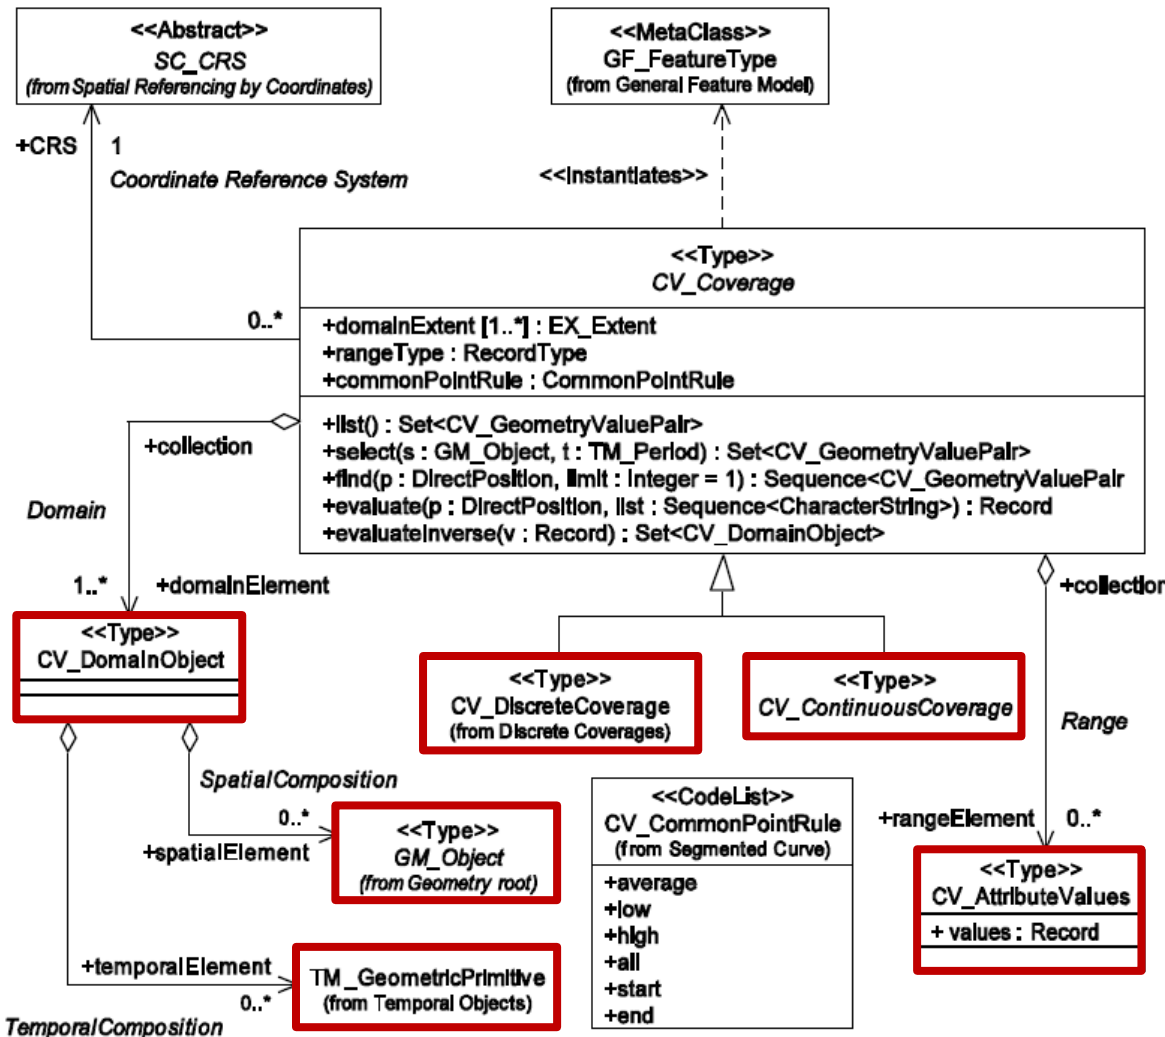 <<Abstract>>
SC_CRS
(from Spatial Referencing by Coordinates)
<<MetaClass>>
GF_FeatureType
(from General Feature Model)
+CRS
1
Coordinate Reference System
<<Instantiates>>
<<Type>>
CV_Coverage
0..*
+domainExtent [1..*] : EX_Extent
+rangeType : RecordType
+commonPointRule : CommonPointRule
+list() : Set<CV_GeometryValuePair>
+select(s : GM_Object, t : TM_Period) : Set<CV_GeometryValuePair>
+find(p : DirectPosition, limit : Integer = 1) : Sequence<CV_GeometryValuePair
+evaluate(p : DirectPosition, list : Sequence<CharacterString>) : Record
+evaluateInverse(v : Record) : Set<CV_DomainObject>
+collection
Domain
1..*
+domainElement
+collection
<<Type>>
CV_DomainObject
<<Type>>
CV_DiscreteCoverage
(from Discrete Coverages)
<<Type>>
CV_ContinuousCoverage
Range
SpatialComposition
0..*
+spatialElement
<<Type>>
GM_Object
(from Geometry root)
<<CodeList>>
CV_CommonPointRule
(from Segmented Curve)
+average
+low
+high
+all
+start
+end
+rangeElement
0..*
<<Type>>
CV_AttributeValues
+ values : Record
+temporalElement
0..*
TemporalComposition
TM_GeometricPrimitive
(from Temporal Objects)